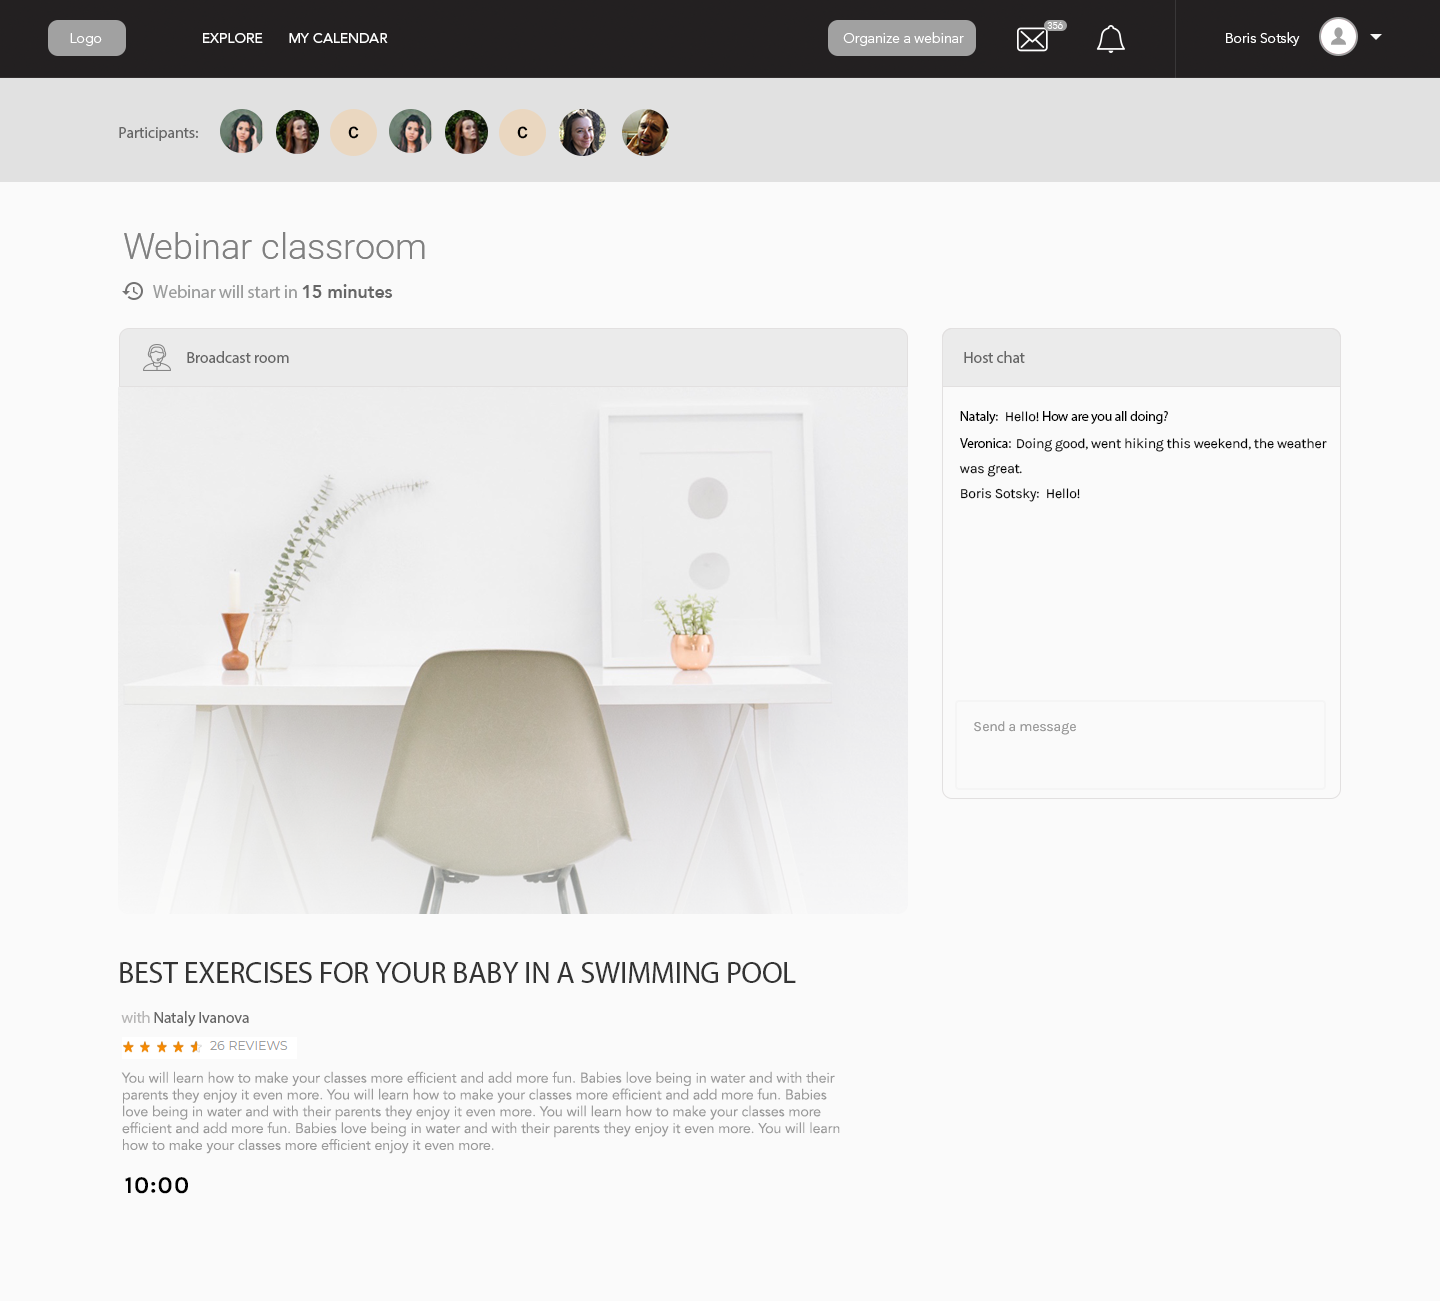 Logo
EXPLORE
MY CALENDAR
Organize a webinar
356
Boris Sotsky
Participants:
C
C
Webinar classroom
Webinar will start in 15 minutes
Broadcast room
Host chat
Nataly: Hello! How are you all doing?
Veronica: Doing good, went hiking this weekend, the weather
was great.
Boris Sotsky: Hello!
Send a message
BEST EXERCISES FOR YOUR BABY IN A SWIMMING POOL
with Nataly Ivanova
26 REVIEWS
You will learn how to make your classes more efficient and add more fun. Babies love being in water and with their
parents they enjoy it even more. You will learn how to make your classes more efficient and add more fun. Babies
love being in water and with their parents they enjoy it even more. You will learn how to make your classes more
efficient and add more fun. Babies love being in water and with their parents they enjoy it even more. You will learn
how to make your classes more efficient enjoy it even more.
10:00